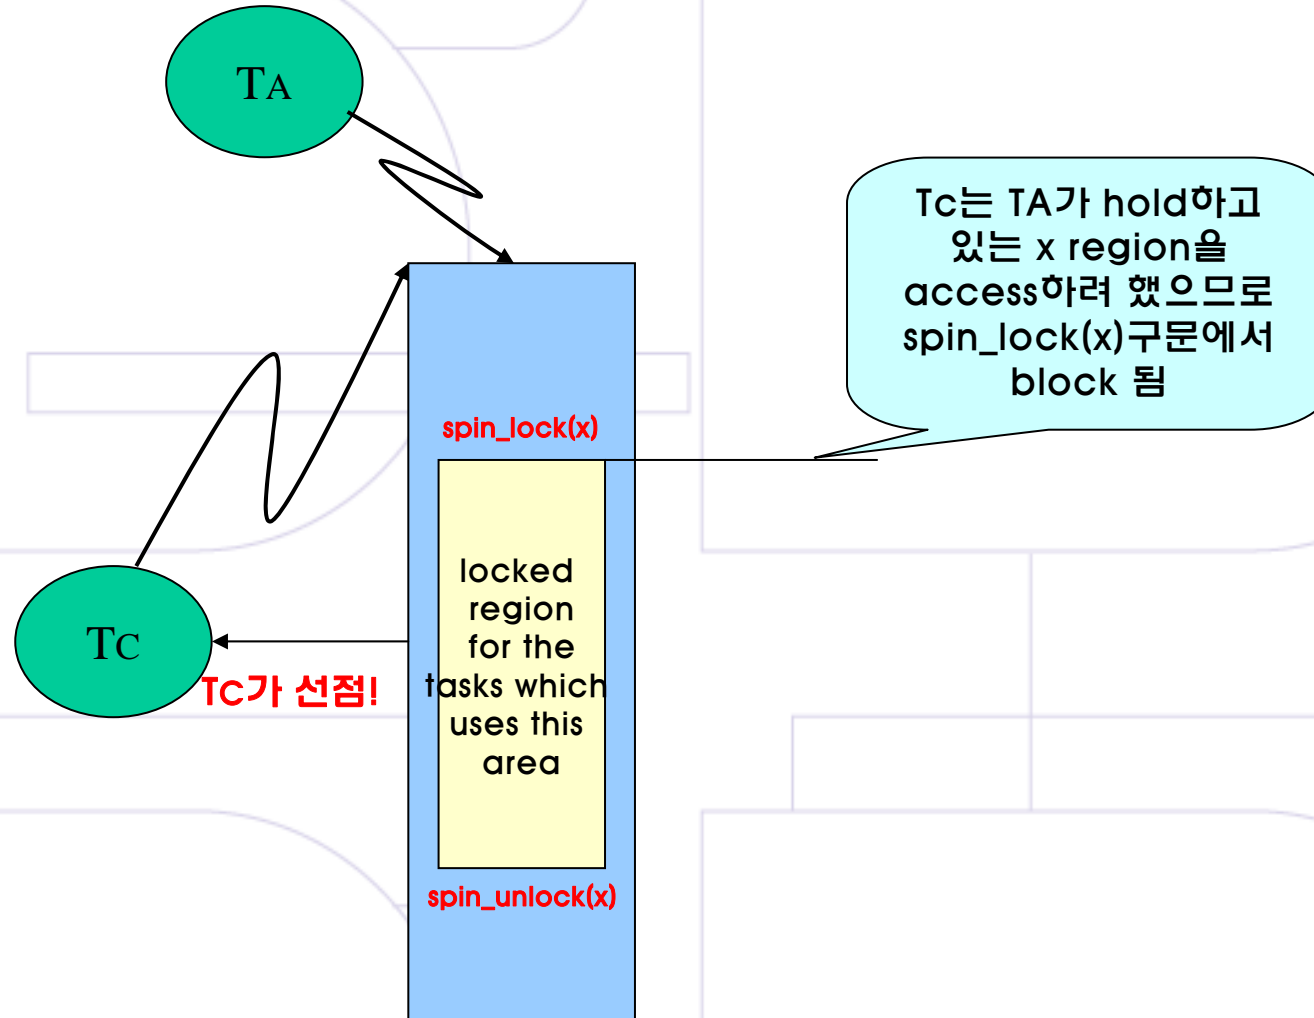 TA
Tc는 TA가 hold하고
있는 x region을
access하려 했으므로
spin_lock(x)구문에서
block 됨
spin_lock(x)
locked
region
for the
tasks which
uses this
area
TC
TC가 선점!
spin_unlock(x)